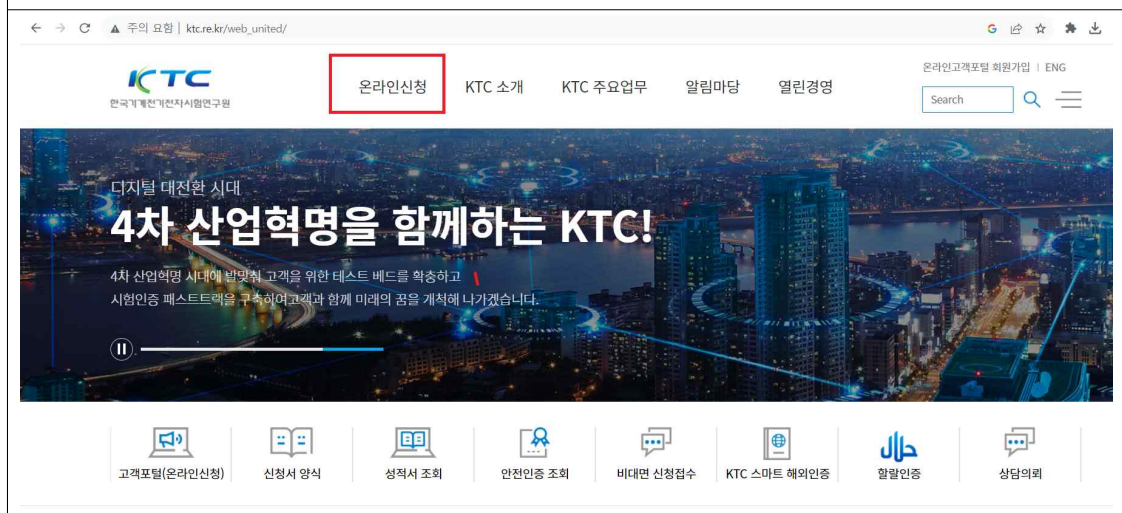 주의 요함 | ktc.re.kr/web_united/
온라인고객포털 회원가입 | ENG
KTC
한국기계전기전자시험연구원
온라인신청 KTC 소개 KTC 주요업무 알림마당 열린경영
Search
디지털 대전환 시대
4차 산업혁명을 함께하는 KTC!
4차 산업혁명 시대에 발맞춰 고객을 위한 테스트 베드를 확충하고
시험인증 패스트트랙을 구축하여고객과 함께 미래의 꿈을 개척해 나가겠습니다.
고객포털(온라인신청) 신청서 양식 성적서 조회 안전인증 조회 비대면 신청접수 KTC 스마트 해외인증 할랄인증 상담의뢰